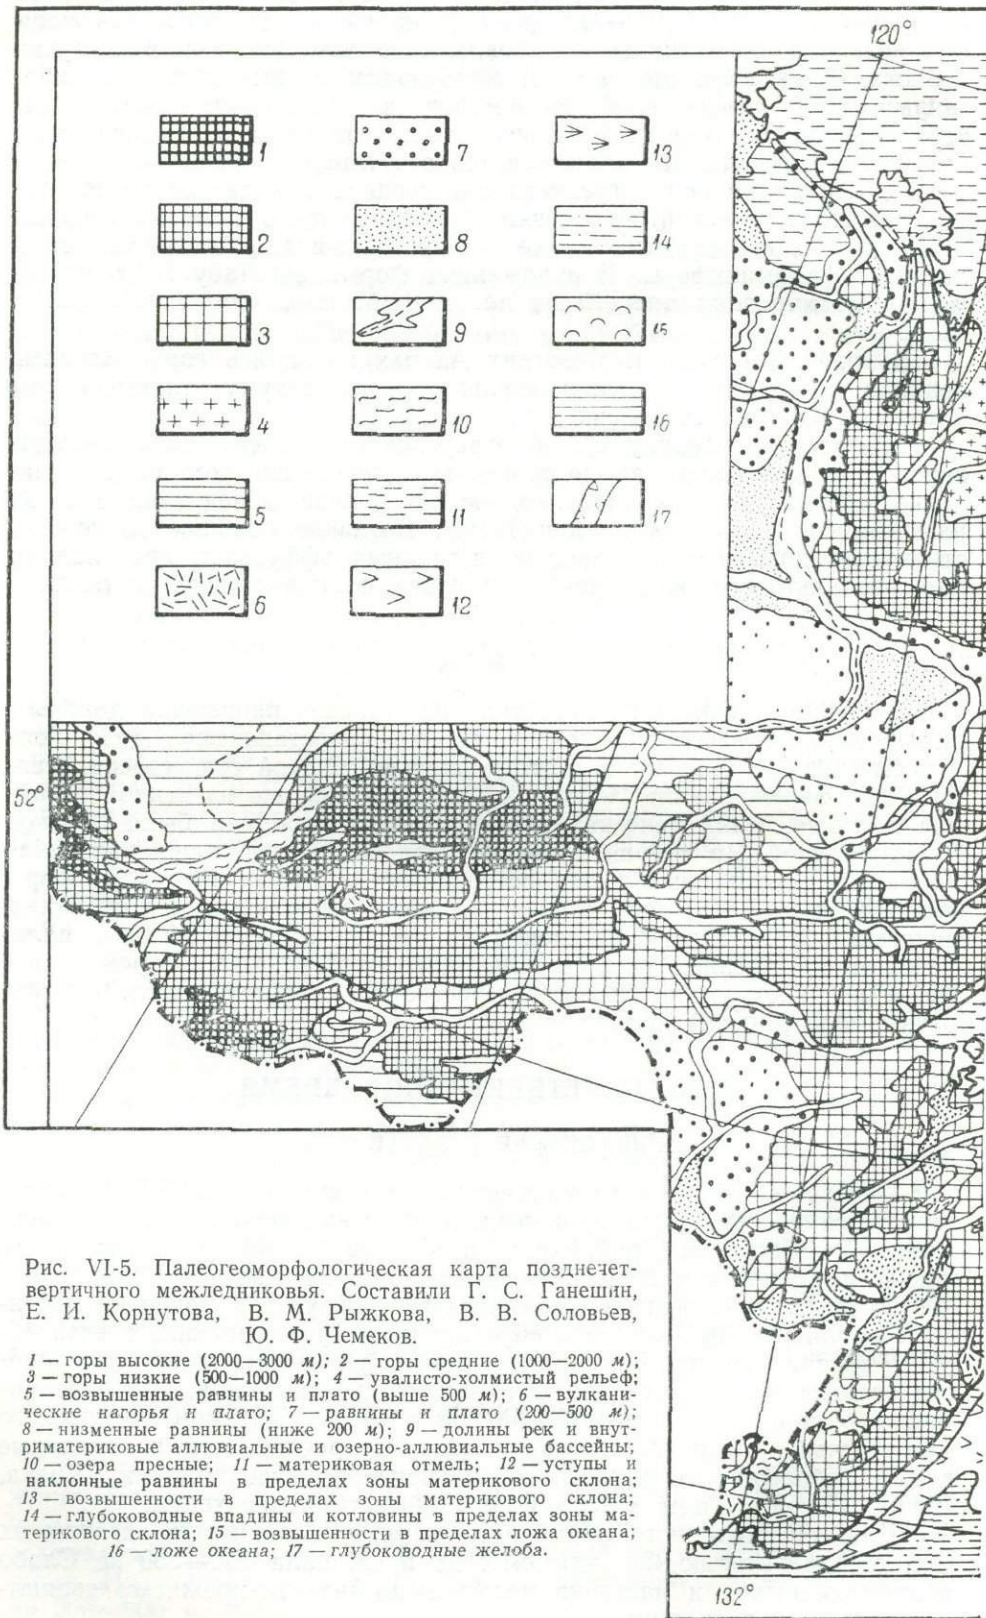 120°
1 7 13
2 8 14
3 9 15
4 10 16
5 11 17
6 12
52°
Рис. VI-5. Палеогеоморфологическая карта позднечет-
вертичного межледниковья. Составили Г. С. Ганешин,
Е. И. Корнутова, В. М. Рыжкова, В. В. Соловьев,
Ю. Ф. Чемеков.
1 — горы высокие (2000—3000 м); 2 — горы средние (1000—2000 м);
3 — горы низкие (500—1000 м); 4 — увалисто-холмистый рельеф;
5 — возвышенные равнины и плато (выше 500 м); 6 — вулкани-
ческие нагорья и плато; 7 — равнины и плато (200—500 м);
8 — низменные равнины (ниже 200 м); 9 — долины рек и внут-
риматериковые аллювиальные и озерно-аллювиальные бассейны;
10 — озера пресные; 11 — материковая отмель; 12 — уступы и
наклонные равнины в пределах зоны материкового склона;
13 — возвышенности в пределах зоны материкового склона;
14 — глубоководные впадины и котловины в пределах зоны ма-
терикового склона; 15 — возвышенности в пределах ложа океана;
16 — ложе океана; 17 — глубоководные желоба.
132°